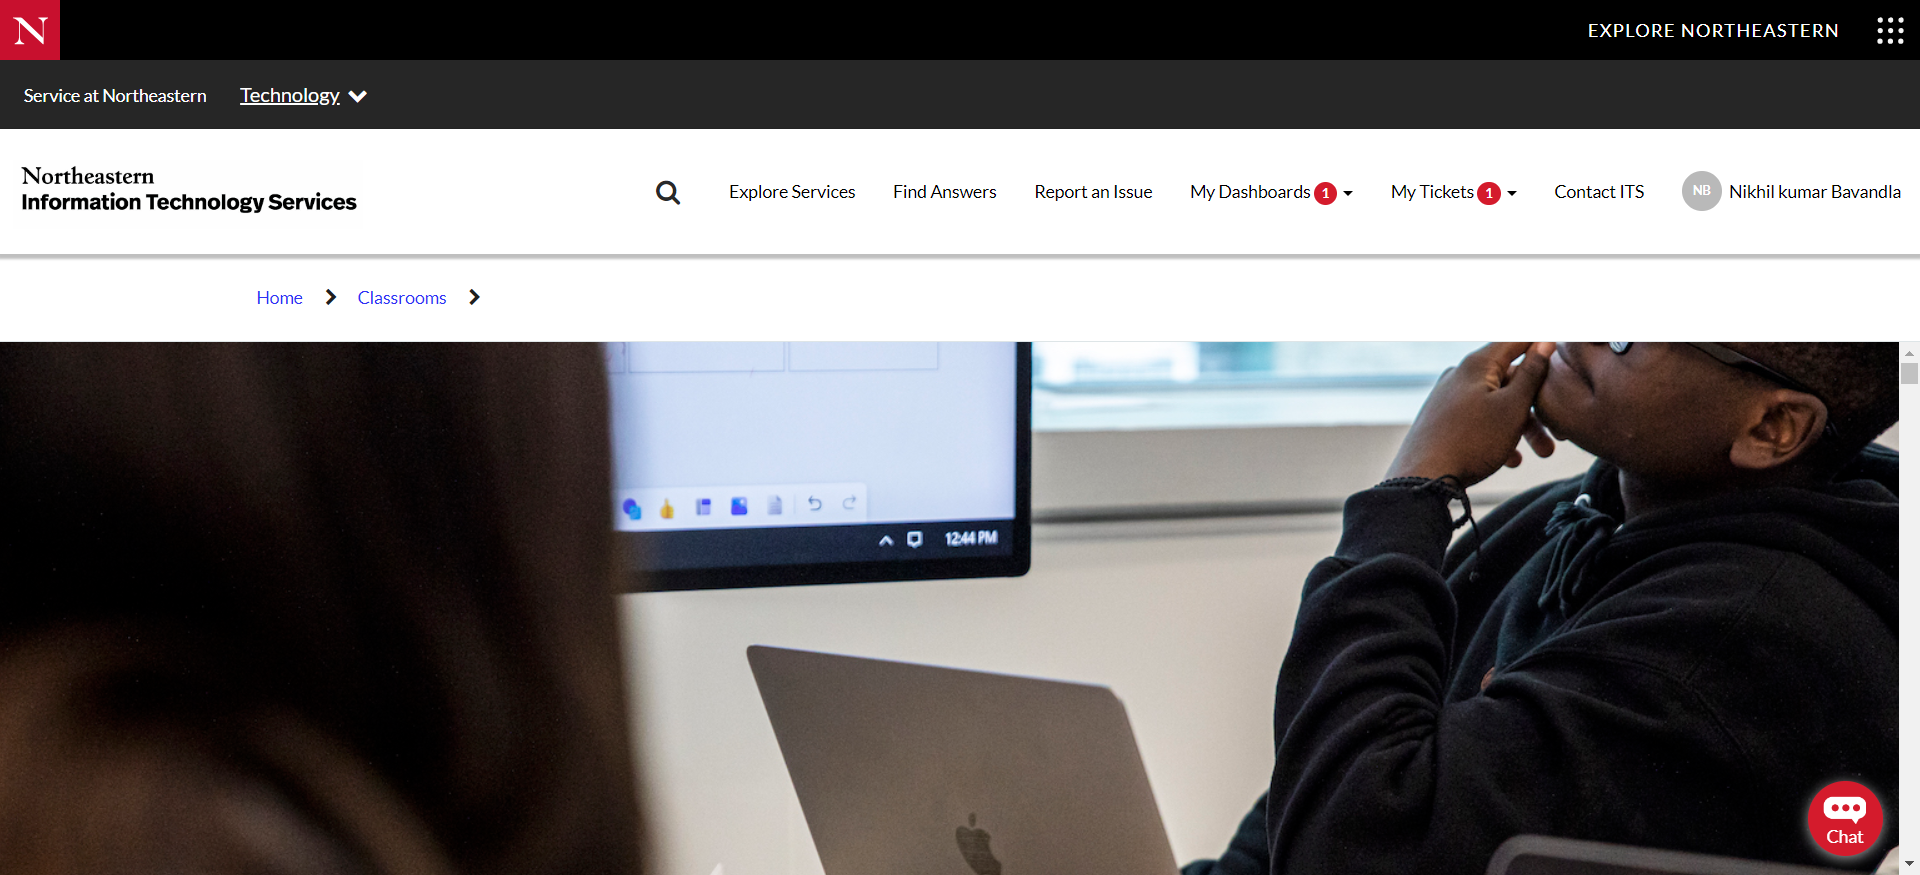 N
EXPLORE NORTHEASTERN
Service at Northeastern Technology
Northeastern
Information Technology Services
Explore Services Find Answers Report an Issue My Dashboards 1 My Tickets 1 Contact ITS NB Nikhil kumar Bavandla
Home Classrooms
12:44 PM
Chat